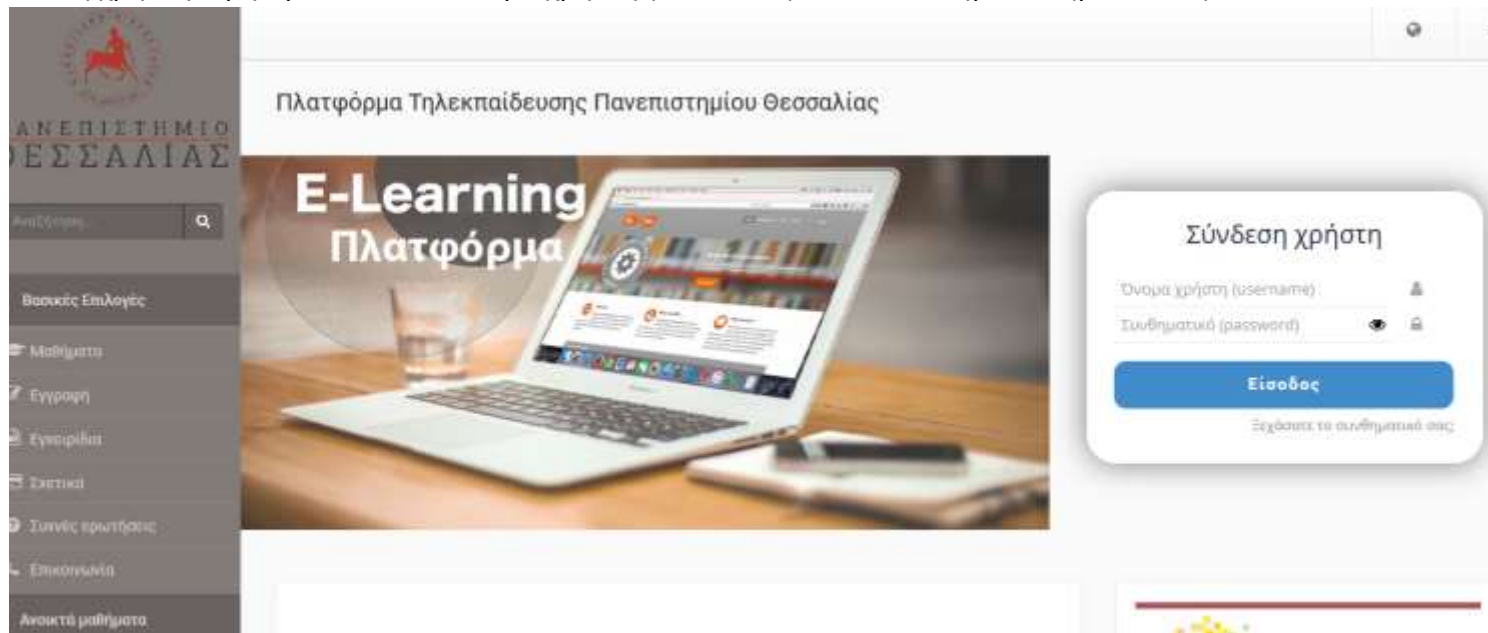 ΑΝΕΠΙΣΤΗΜΙΟ
ΘΕΣΣΑΛΙΑΣ
Αναζήτηση...
Βασικές Επιλογές
Μαθήματα
Εγγραφή
Εγχειρίδια
Σχετικά
Συχνές ερωτήσεις
Επικοινωνία
Ανοικτά μαθήματα
Πλατφόρμα Τηλεκπαίδευσης Πανεπιστημίου Θεσσαλίας
E-Learning
Πλατφόρμα
Σύνδεση χρήστη
Όνομα χρήστη (username)
Συνθηματικό (password)
Είσοδος
Ξεχάσατε το συνθηματικό σας;